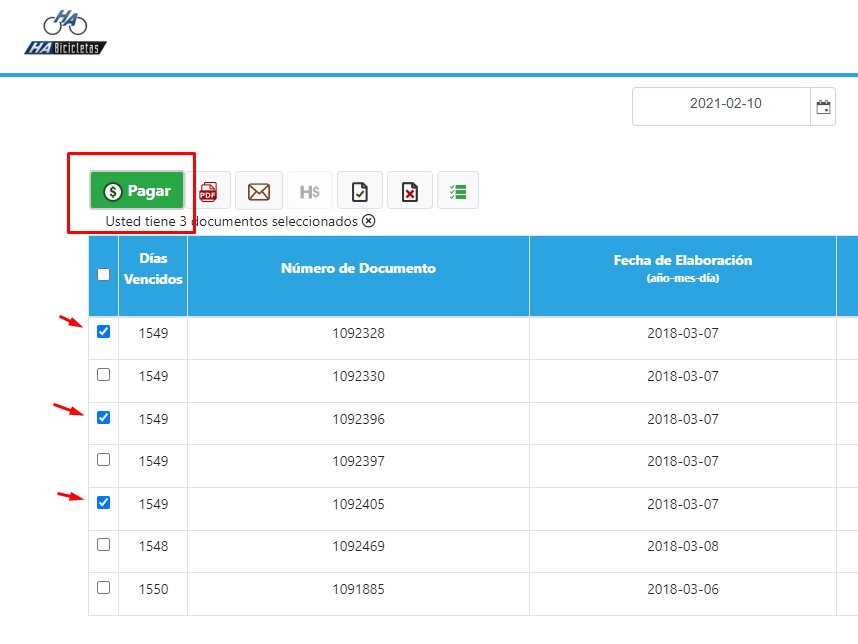 HA
HA Bicicletas
2021-02-10
$ Pagar PDF H$
Usted tiene 3 documentos seleccionados
Días Vencidos Número de Documento Fecha de Elaboración (año-mes-día)
1549 1092328 2018-03-07
1549 1092330 2018-03-07
1549 1092396 2018-03-07
1549 1092397 2018-03-07
1549 1092405 2018-03-07
1548 1092469 2018-03-08
1550 1091885 2018-03-06